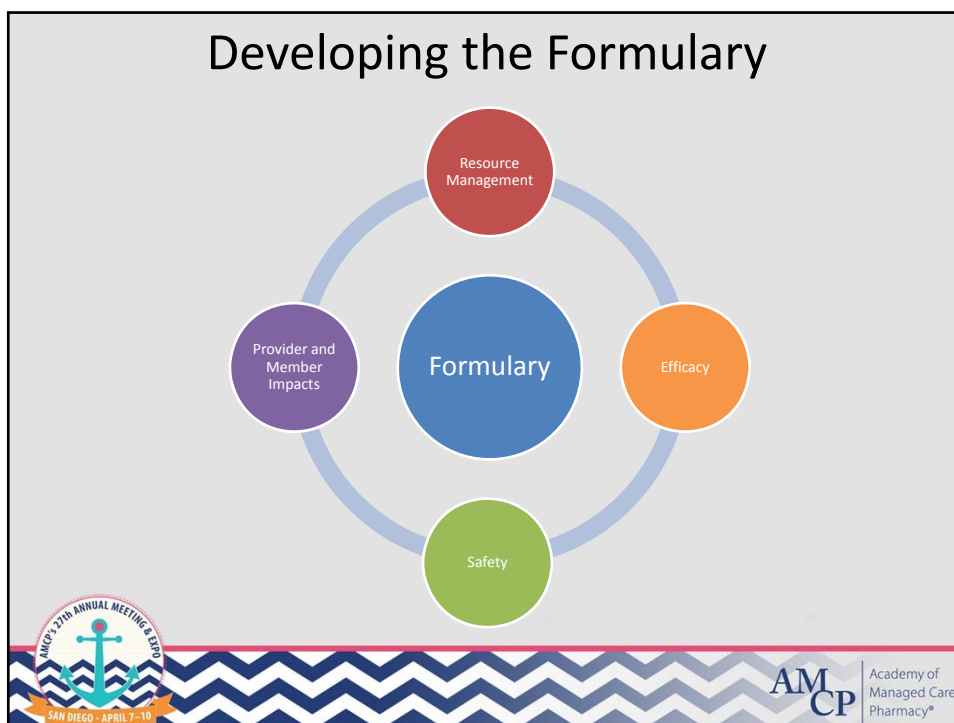 Developing the Formulary
Resource
Management
Provider and
Member
Impacts
Formulary
Efficacy
Safety
AMCP's 27th ANNUAL MEETING & EXPO
SAN DIEGO • APRIL 7–10
AMCP
Academy of
Managed Care
Pharmacy®